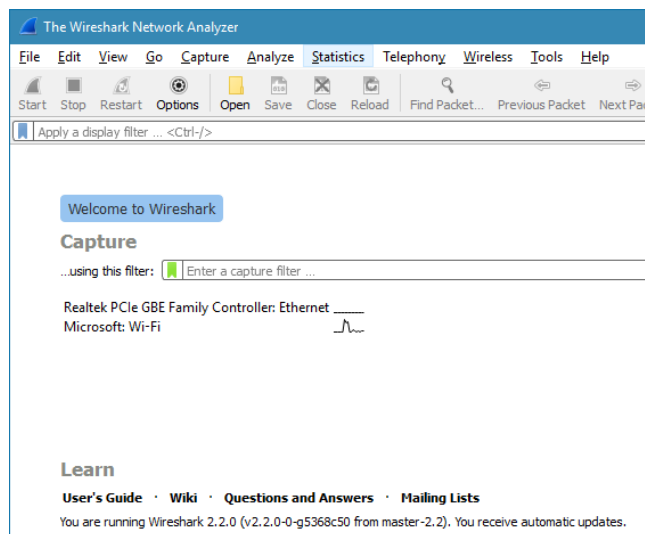 The Wireshark Network Analyzer
File Edit View Go Capture Analyze Statistics Telephony Wireless Tools Help
Start Stop Restart Options Open Save Close Reload Find Packet... Previous Packet Next Pa
Apply a display filter ... <Ctrl-/>
Welcome to Wireshark
Capture
...using this filter: Enter a capture filter ...
Realtek PCIe GBE Family Controller: Ethernet
Microsoft: Wi-Fi
Learn
User's Guide · Wiki · Questions and Answers · Mailing Lists
You are running Wireshark 2.2.0 (v2.2.0-0-g5368c50 from master-2.2). You receive automatic updates.